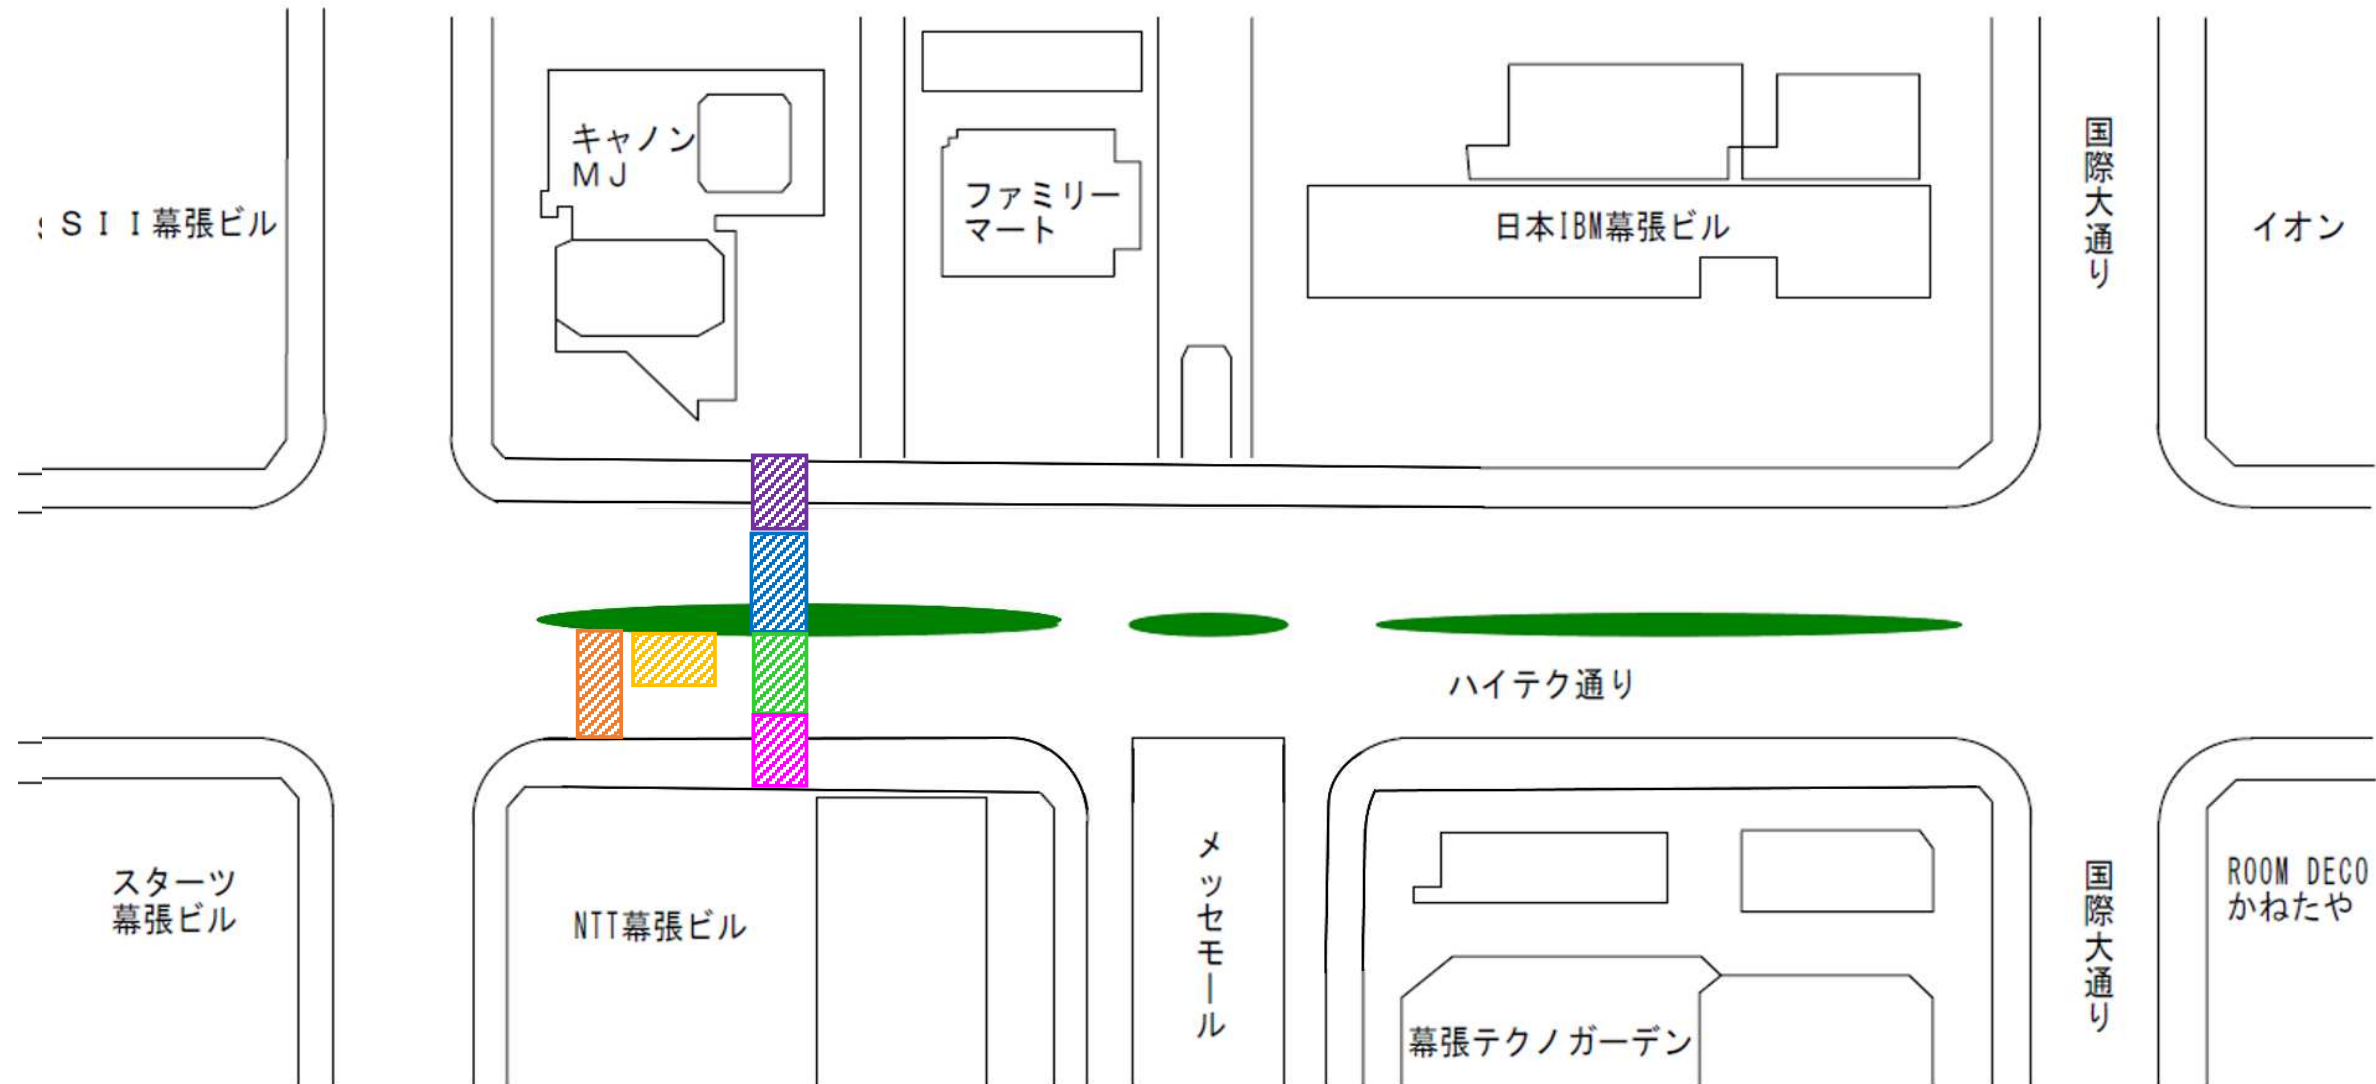 キャノン
ＭＪ
ＳＩＩ幕張ビル
ファミリー
マート
日本IBM幕張ビル
国際大通り
イオン
ハイテク通り
スターツ
幕張ビル
NTT幕張ビル
メッセモール
幕張テクノガーデン
国際大通り
ROOM DECO
かねたや